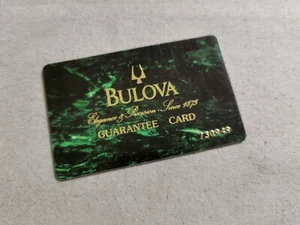 BULOVA
Elegance & Precision · Since 1875
GUARANTEE CARD